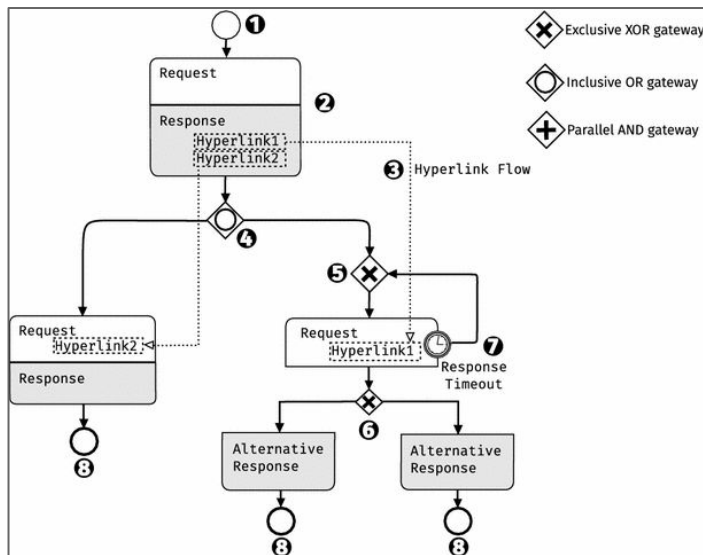 1
Exclusive XOR gateway
Request
Inclusive OR gateway
2
Response
Hyperlink1
Hyperlink2
Parallel AND gateway
3 Hyperlink Flow
4
5
Request
Hyperlink2
Response
Request
Hyperlink1
7
Response
Timeout
6
8
Alternative
Response
Alternative
Response
8
8